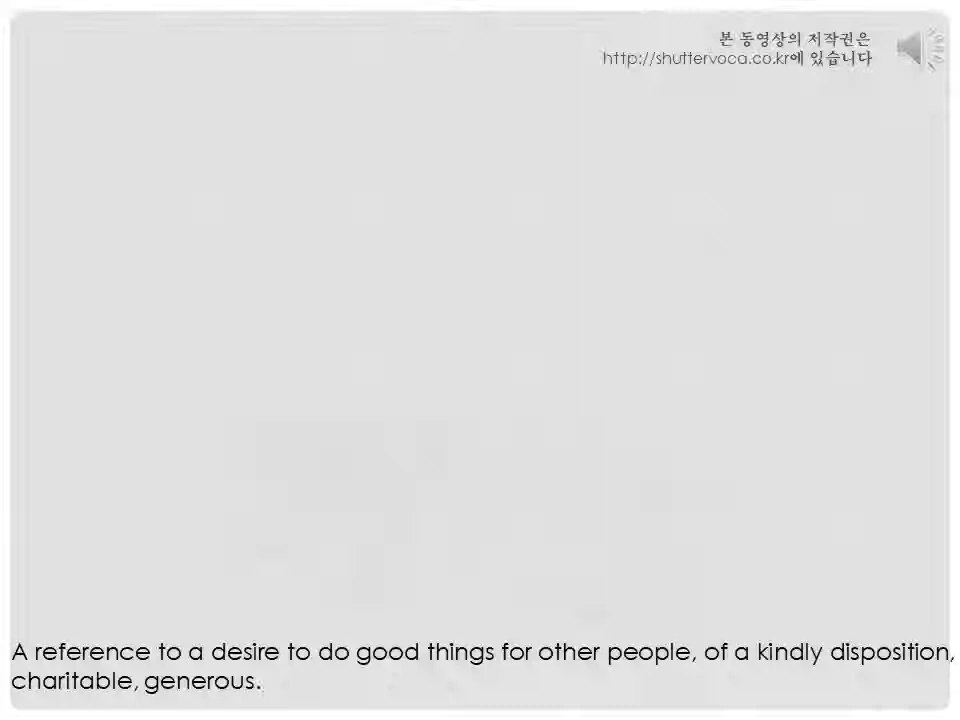 본 동영상의 저작권은
http://shuttervoca.co.kr에 있습니다
A reference to a desire to do good things for other people, of a kindly disposition,
charitable, generous.